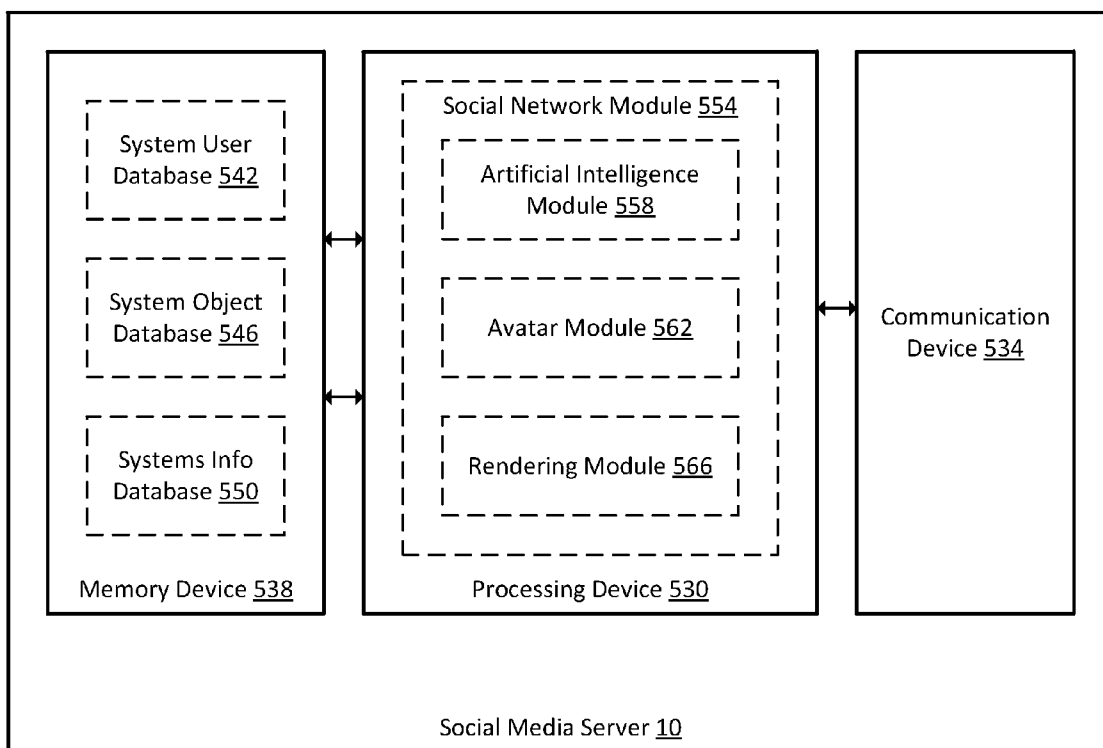 System User
Database 542
System Object
Database 546
Systems Info
Database 550
Memory Device 538
Social Network Module 554
Artificial Intelligence
Module 558
Avatar Module 562
Rendering Module 566
Processing Device 530
Communication
Device 534
Social Media Server 10